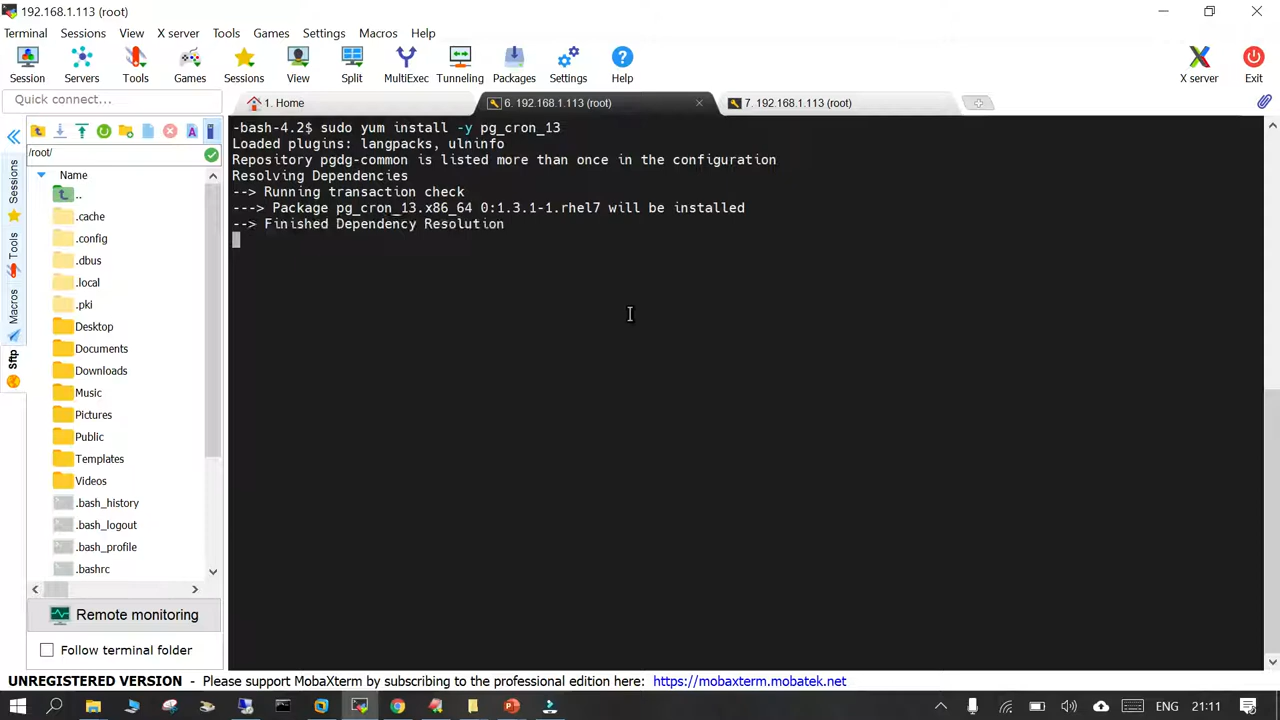 192.168.1.113 (root)
Terminal Sessions View X server Tools Games Settings Macros Help
Session Servers Tools Games Sessions View Split MultiExec Tunneling Packages Settings Help X server Exit
Quick connect...
1. Home
6. 192.168.1.113 (root)
7. 192.168.1.113 (root)
/root/
Name
..
.cache
.config
.dbus
.local
.pki
Desktop
Documents
Downloads
Music
Pictures
Public
Templates
Videos
.bash_history
.bash_logout
.bash_profile
.bashrc
Sessions
Tools
Macros
Sftp
Remote monitoring
Follow terminal folder
-bash-4.2$ sudo yum install -y pg_cron_13
Loaded plugins: langpacks, ulninfo
Repository pgdg-common is listed more than once in the configuration
Resolving Dependencies
--> Running transaction check
---> Package pg_cron_13.x86_64 0:1.3.1-1.rhel7 will be installed
--> Finished Dependency Resolution
UNREGISTERED VERSION - Please support MobaXterm by subscribing to the professional edition here: https://mobaxterm.mobatek.net
ENG 21:11